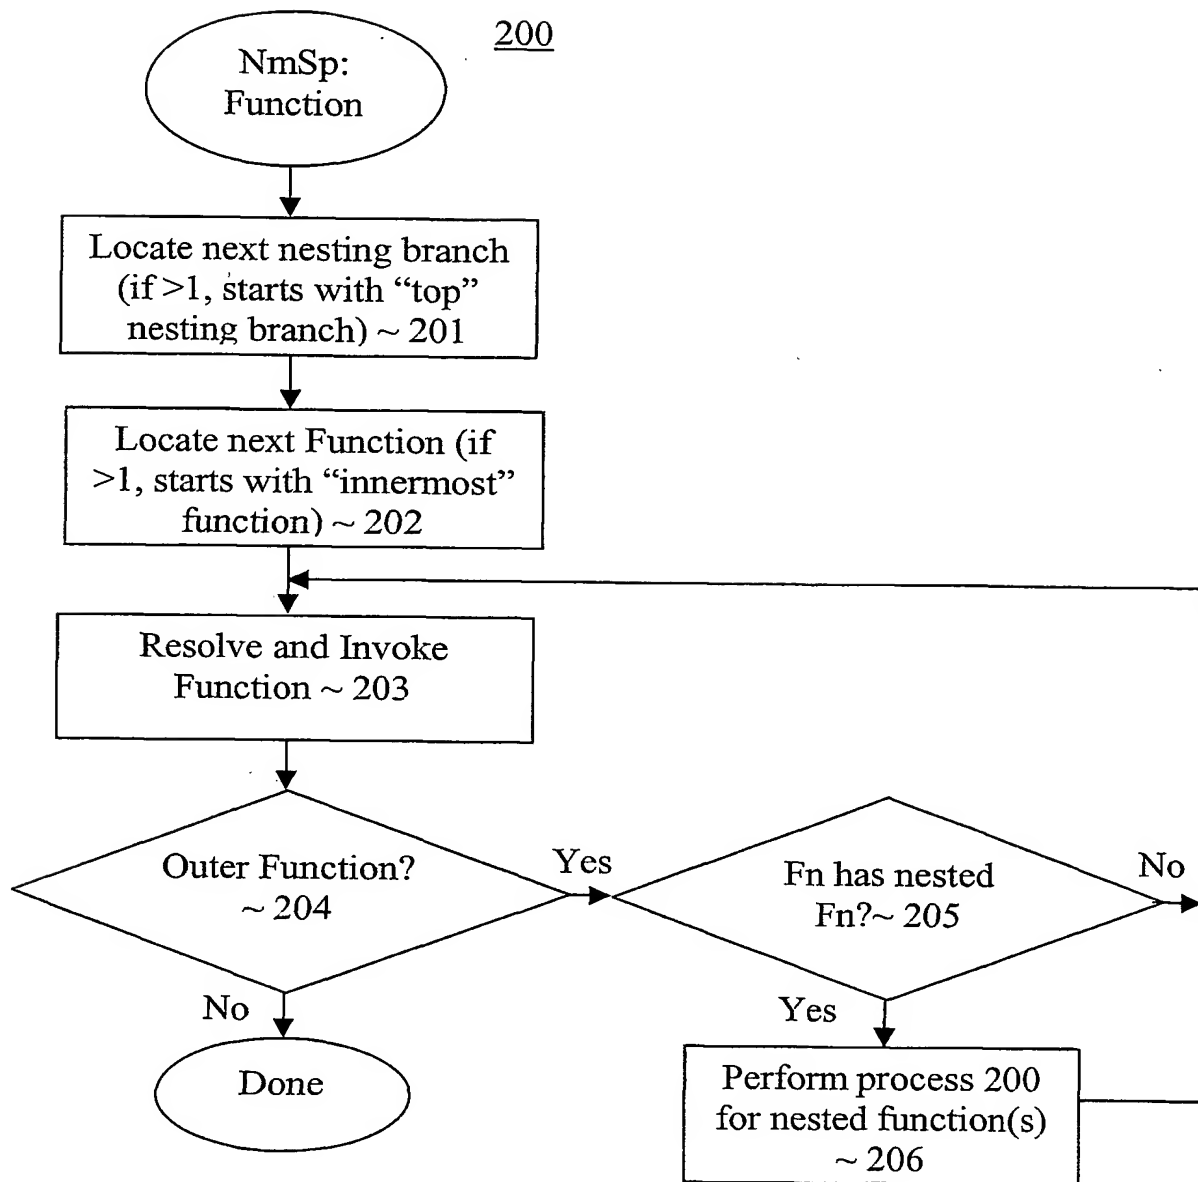 200
NmSp:
Function
Locate next nesting branch
(if >1, starts with “top”
nesting branch) ~ 201
Locate next Function (if
>1, starts with “innermost”
function) ~ 202
Resolve and Invoke
Function ~ 203
Outer Function?
~ 204
Yes
Fn has nested
Fn?~ 205
No
No
Yes
Done
Perform process 200
for nested function(s)
~ 206